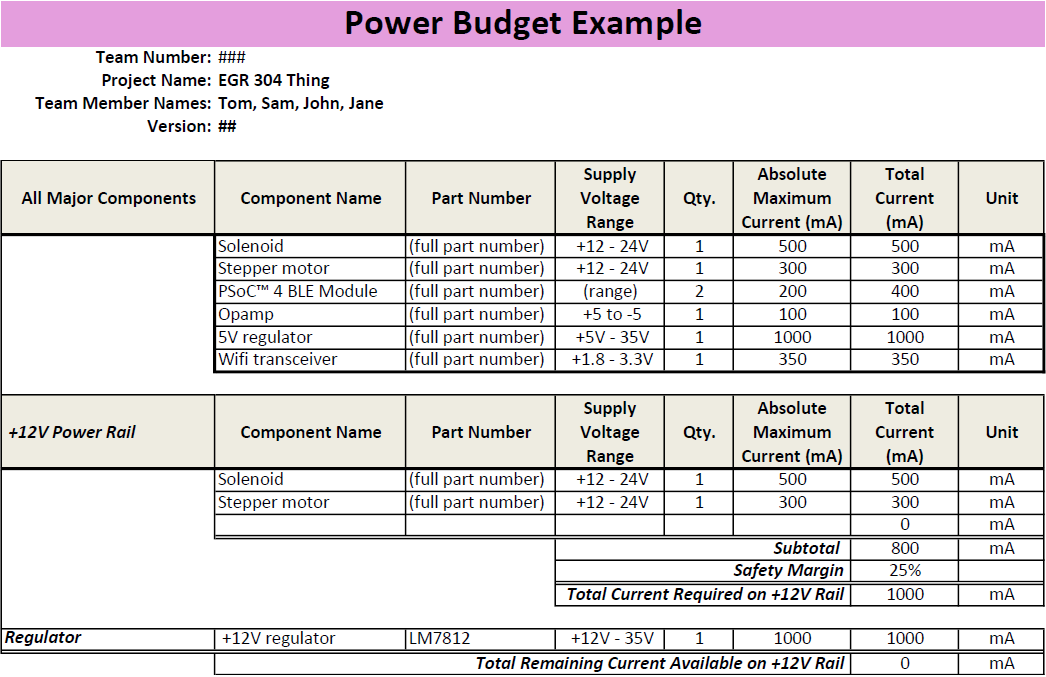 Power Budget Example
Team Number: ###
Project Name: EGR 304 Thing
Team Member Names: Tom, Sam, John, Jane
Version: ##
All Major Components Component Name Part Number Supply Voltage Range Qty. Absolute Maximum Current (mA) Total Current (mA) Unit
Solenoid (full part number) +12 - 24V 1 500 500 mA
Stepper motor (full part number) +12 - 24V 1 300 300 mA
PSoC™ 4 BLE Module (full part number) (range) 2 200 400 mA
Opamp (full part number) +5 to -5 1 100 100 mA
5V regulator (full part number) +5V - 35V 1 1000 1000 mA
Wifi transceiver (full part number) +1.8 - 3.3V 1 350 350 mA
+12V Power Rail Component Name Part Number Supply Voltage Range Qty. Absolute Maximum Current (mA) Total Current (mA) Unit
Solenoid (full part number) +12 - 24V 1 500 500 mA
Stepper motor (full part number) +12 - 24V 1 300 300 mA
0 mA
Subtotal 800 mA
Safety Margin 25%
Total Current Required on +12V Rail 1000 mA
Regulator +12V regulator LM7812 +12V - 35V 1 1000 1000 mA
Total Remaining Current Available on +12V Rail 0 mA